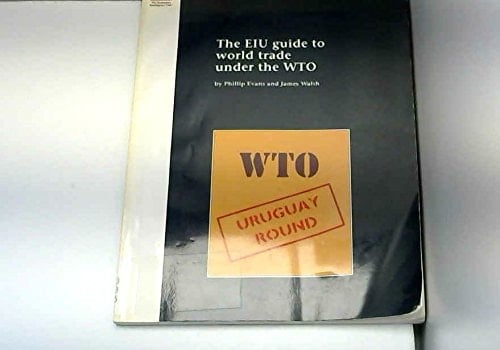 The EIU guide to
world trade
under the WTO
by Phillip Evans and James Walsh
WTO
URUGUAY
ROUND